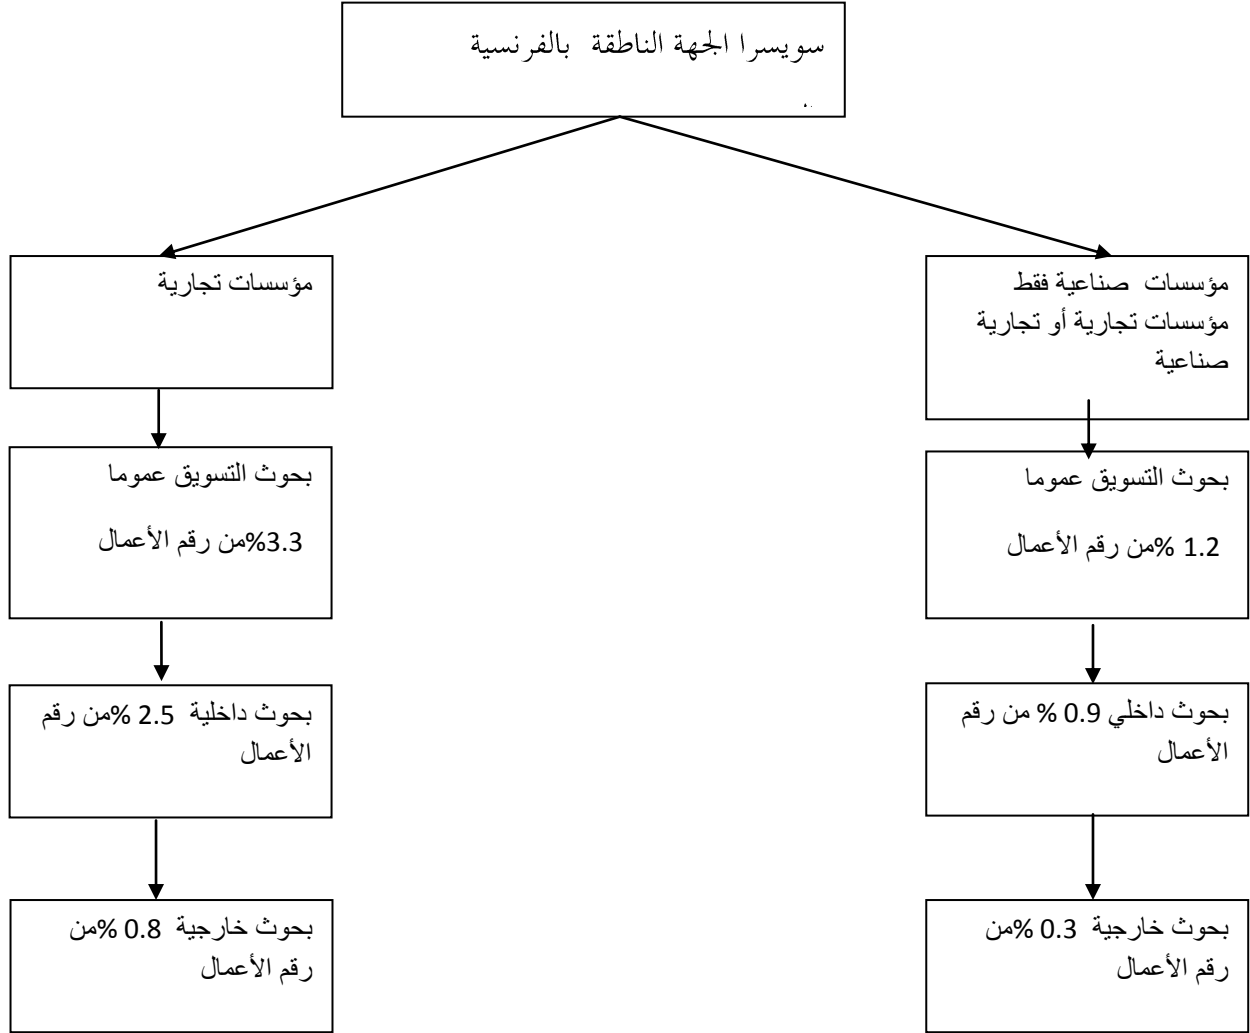 سويسرا الجهة الناطقة بالفرنسية
مؤسسات صناعية فقط
مؤسسات تجارية أو تجارية
صناعية
مؤسسات تجارية
بحوث التسويق عموما
1.2 %من رقم الأعمال
بحوث التسويق عموما
3.3%من رقم الأعمال
بحوث داخلي 0.9 % من رقم
الأعمال
بحوث داخلية 2.5 %من رقم
الأعمال
بحوث خارجية 0.3 %من
رقم الأعمال
بحوث خارجية 0.8 %من
رقم الأعمال